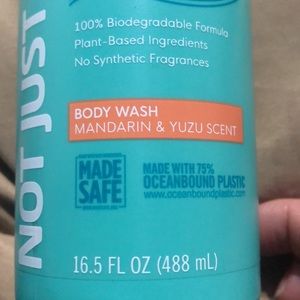 100% Biodegradable Formula
Plant-Based Ingredients
No Synthetic Fragrances
NOT JUST
BODY WASH
MANDARIN & YUZU SCENT
MADE
SAFE
MADE WITH 75%
OCEANBOUND PLASTIC
www.oceanboundplastic.com
16.5 FL OZ (488 mL)